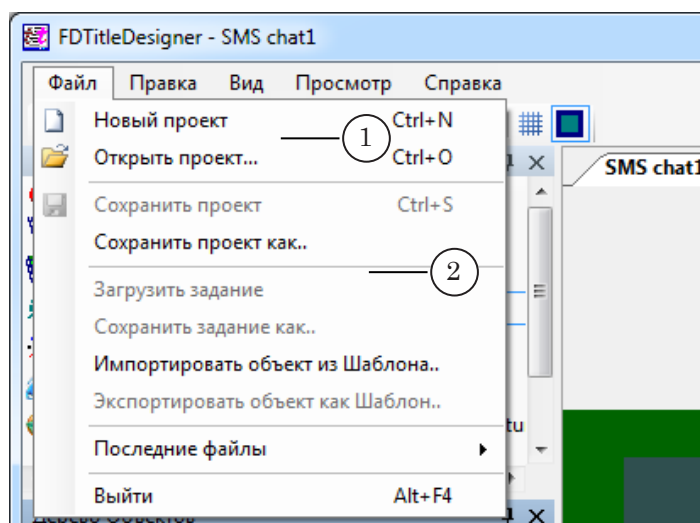 FDTitleDesigner - SMS chat1
Файл Правка Вид Просмотр Справка
Новый проект Ctrl+N
1
Открыть проект... Ctrl+O
SMS chat1
Сохранить проект Ctrl+S
Сохранить проект как..
2
Загрузить задание
Сохранить задание как..
Импортировать объект из Шаблона..
Экспортировать объект как Шаблон..
tu
Последние файлы
Выйти Alt+F4